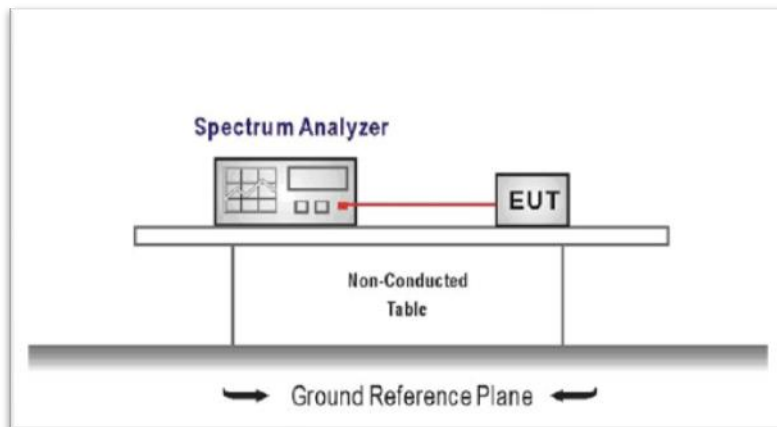 Spectrum Analyzer
EUT
Non-Conducted
Table
Ground Reference Plane